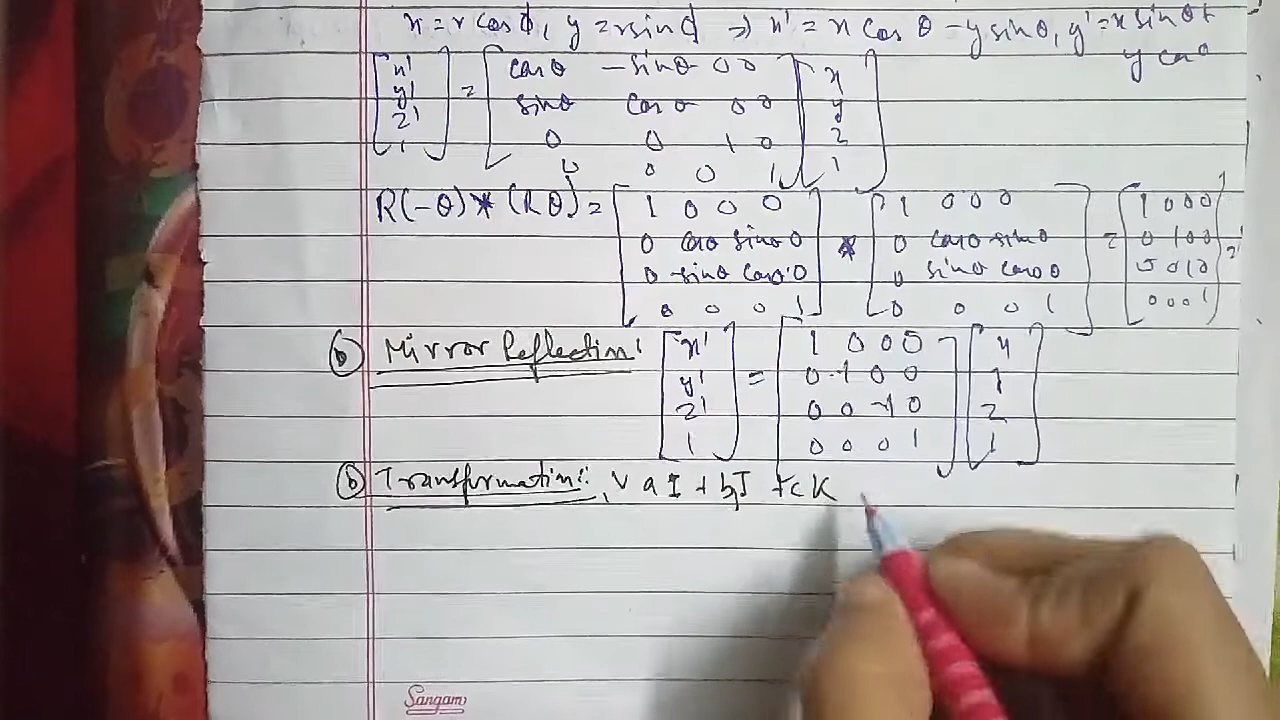 x = r cos ϕ, y = r sin ϕ → x' = x cos θ - y sin θ, y' = x sin θ +
y cos θ
[x' = [cos θ - sin θ 0 0 [x
y' sin θ cos θ 0 0 y
z' 0 0 1 0 z
1] 0 0 0 1] 1]
R(-θ) * (Rθ) = [1 0 0 0 * [1 0 0 0 = [1 0 0 0
0 cos θ sin θ 0 0 cos θ sin θ 0 1 0 0
0 - sin θ cos θ 0 0 sin θ cos θ 0 0 0 1 0
0 0 0 1] 0 0 0 1] 0 0 0 1]
⑥ Mirror Reflection: [x' = [1 0 0 0 [x
y' 0 -1 0 0 y
z' 0 0 -1 0 z
1] 0 0 0 1] 1]
Transformation: V aI + bJ + cK
Sangam